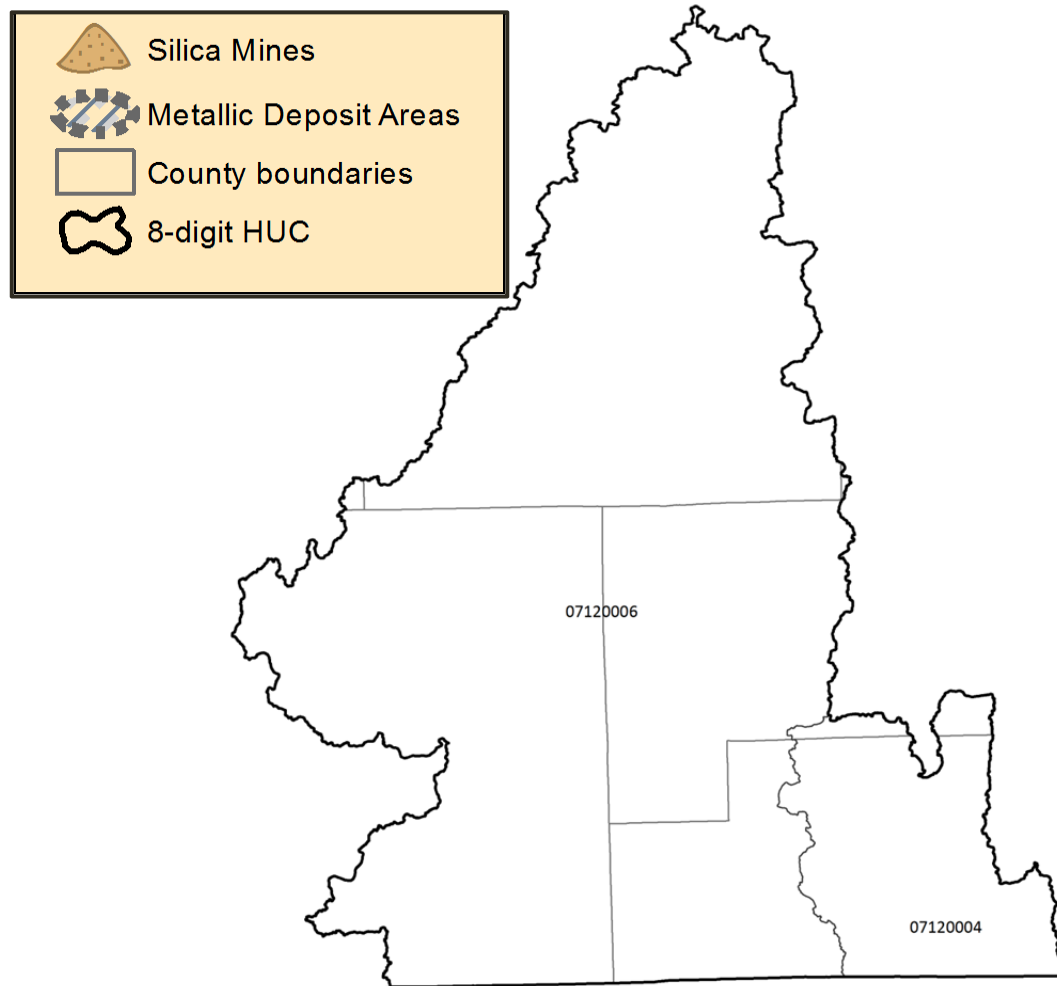 Silica Mines
Metallic Deposit Areas
County boundaries
8-digit HUC
07120006
07120004